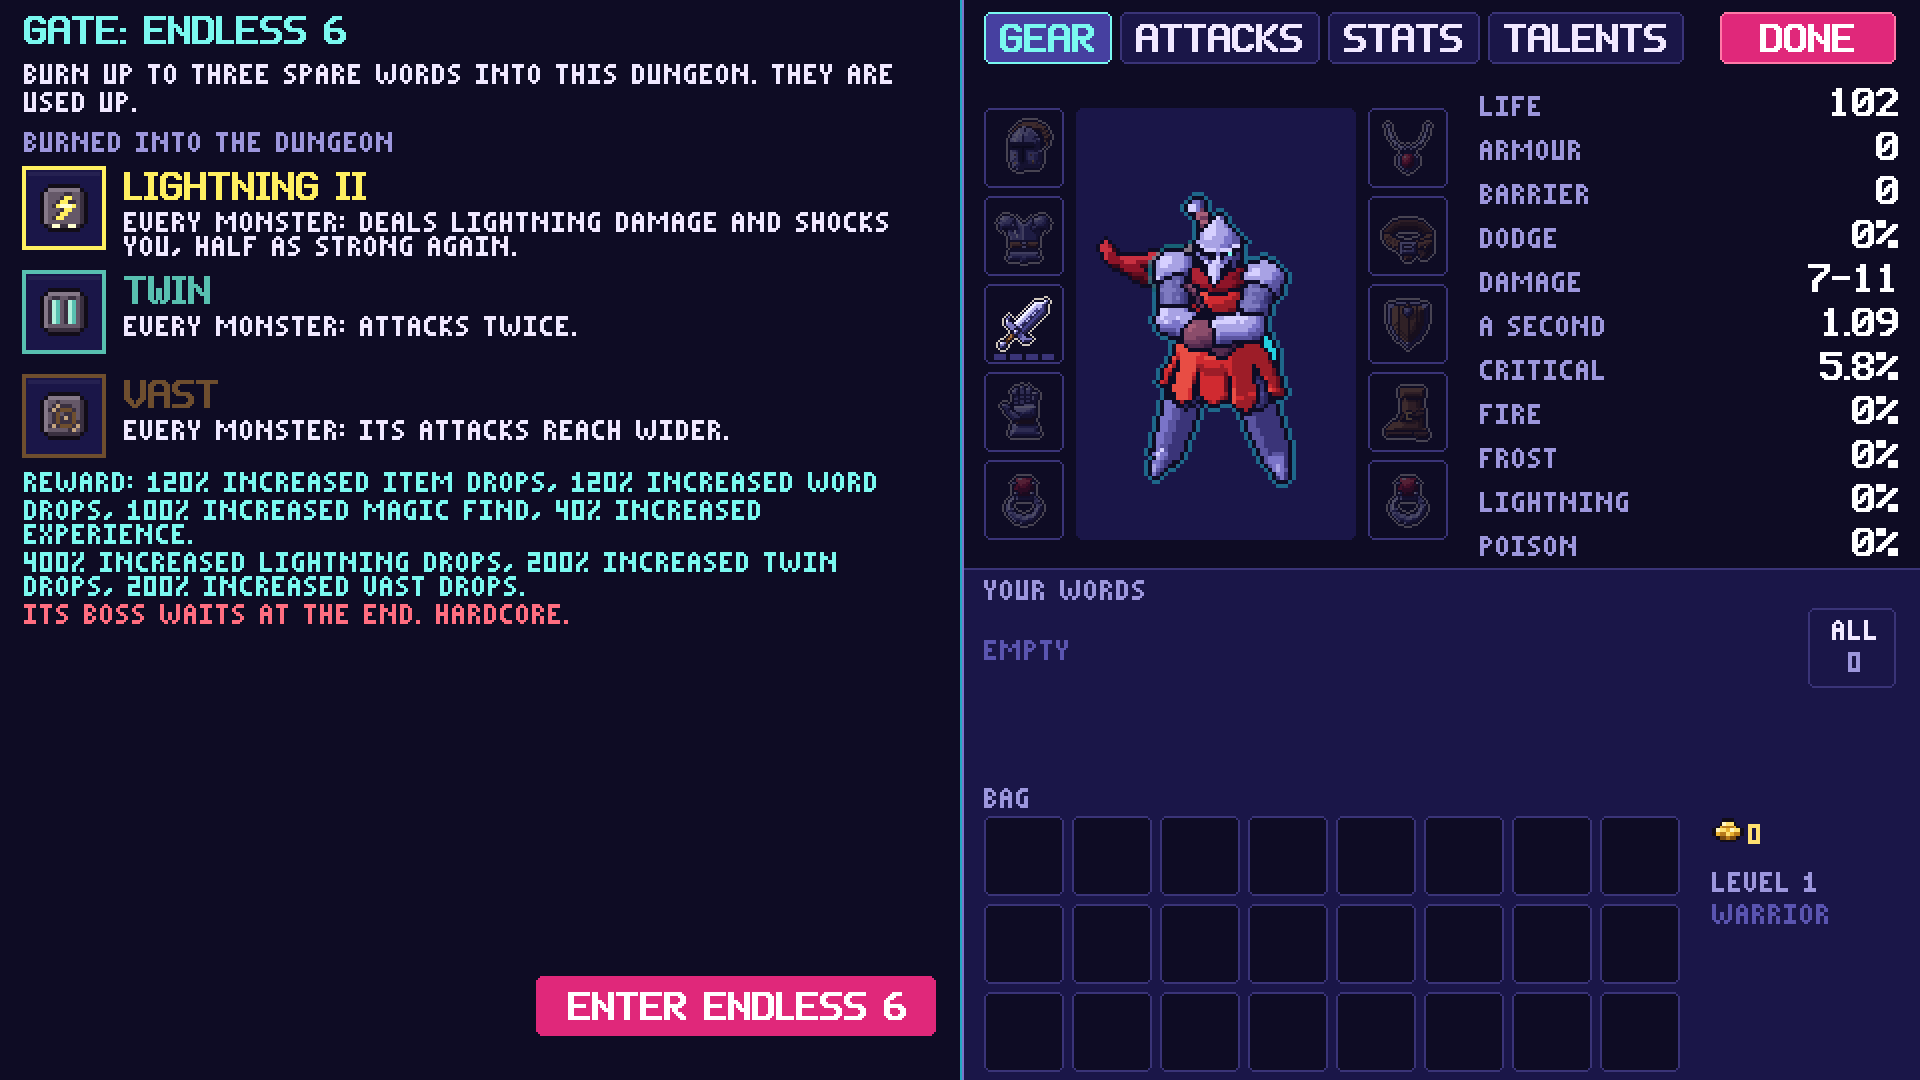 GATE: ENDLESS 6
BURN UP TO THREE SPARE WORDS INTO THIS DUNGEON. THEY ARE
USED UP.
BURNED INTO THE DUNGEON
LIGHTNING II
EVERY MONSTER: DEALS LIGHTNING DAMAGE AND SHOCKS
YOU, HALF AS STRONG AGAIN.
TWIN
EVERY MONSTER: ATTACKS TWICE.
VAST
EVERY MONSTER: ITS ATTACKS REACH WIDER.
REWARD: 120% INCREASED ITEM DROPS, 120% INCREASED WORD
DROPS, 100% INCREASED MAGIC FIND, 40% INCREASED
EXPERIENCE.
400% INCREASED LIGHTNING DROPS, 200% INCREASED TWIN
DROPS, 200% INCREASED VAST DROPS.
ITS BOSS WAITS AT THE END. HARDCORE.
ENTER ENDLESS 6
GEAR ATTACKS STATS TALENTS DONE
LIFE 102
ARMOUR 0
BARRIER 0
DODGE 0%
DAMAGE 7-11
A SECOND 1.09
CRITICAL 5.8%
FIRE 0%
FROST 0%
LIGHTNING 0%
POISON 0%
YOUR WORDS
EMPTY
ALL
0
BAG
0
LEVEL 1
WARRIOR